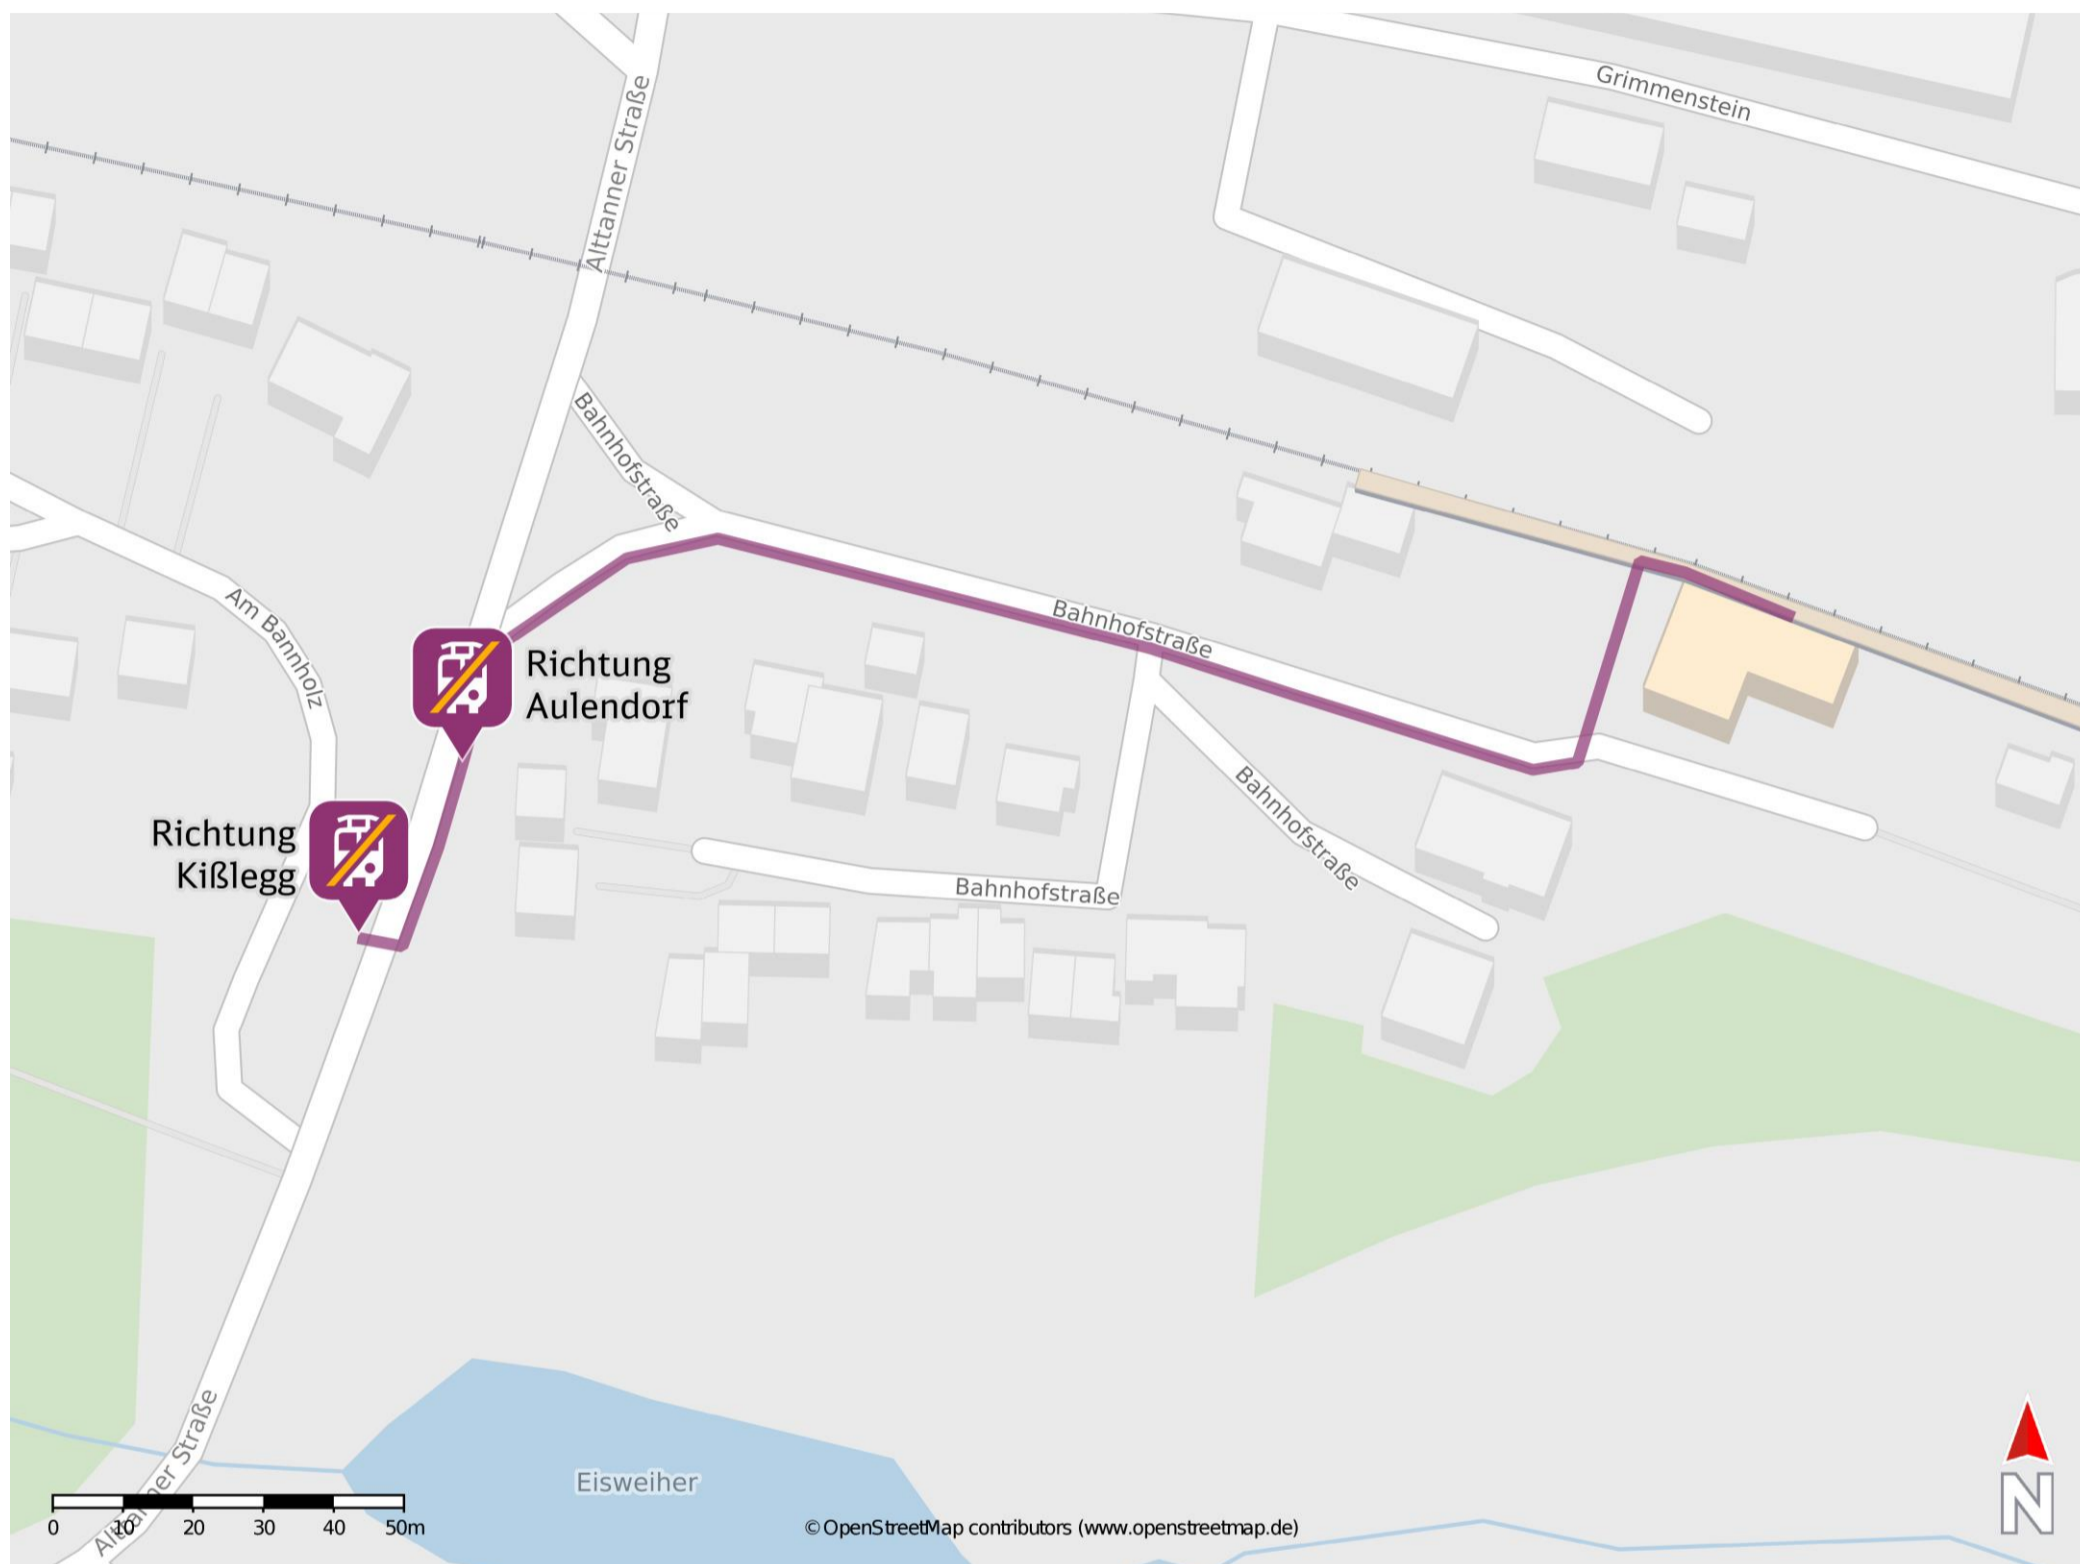 Grimmenstein
Alttanner Straße
Bahnhofstraße
Am Bannholz
Bahnhofstraße
Richtung
Aulendorf
Richtung
Kißlegg
Bahnhofstraße
Bahnhofstraße
Alttanner Straße
Eisweiher
0 10 20 30 40 50m
© OpenStreetMap contributors (www.openstreetmap.de)
N